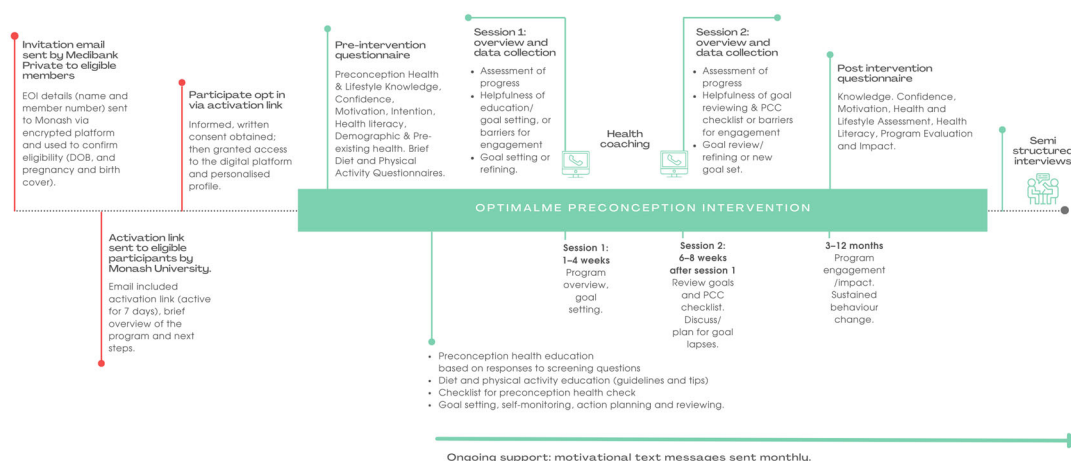 Invitation email
sent by Medibank
Private to eligible
members
EOI details (name and
member number) sent
to Monash via
encrypted platform
and used to confirm
eligibility (DOB, and
pregnancy and birth
cover).
Activation link
sent to eligible
participants by
Monash University.
Email included
activation link (active
for 7 days), brief
overview of the
program and next
steps.
Participate opt in
via activation link
Informed, written
consent obtained;
then granted access
to the digital platform
and personalised
profile.
Pre-intervention
questionnaire
Preconception Health
& Lifestyle Knowledge,
Confidence,
Motivation, Intention,
Health literacy,
Demographic & Pre-
existing health. Brief
Diet and Physical
Activity Questionnaires.
Session 1:
overview and
data collection
• Assessment of
progress
• Helpfulness of
education/
goal setting, or
barriers for
engagement
• Goal setting or
refining.
Health
coaching
Session 2:
overview and
data collection
• Assessment of
progress
• Helpfulness of goal
reviewing & PCC
checklist or barriers
for engagement
• Goal review/
refining or new
goal set.
Post intervention
questionnaire
Knowledge. Confidence,
Motivation, Health and
Lifestyle Assessment, Health
Literacy, Program Evaluation
and Impact.
Semi
structured
interviews
OPTIMALME PRECONCEPTION INTERVENTION
Session 1:
1–4 weeks
Program
overview,
goal
setting.
Session 2:
6–8 weeks
after session 1
Review goals
and PCC
checklist.
Discuss/
plan for goal
lapses.
3–12 months
Program
engagement
/impact.
Sustained
behaviour
change.
• Preconception health education
based on responses to screening questions
• Diet and physical activity education (guidelines and tips)
• Checklist for preconception health check
• Goal setting, self-monitoring, action planning and reviewing.
Ongoing support: motivational text messages sent monthly.